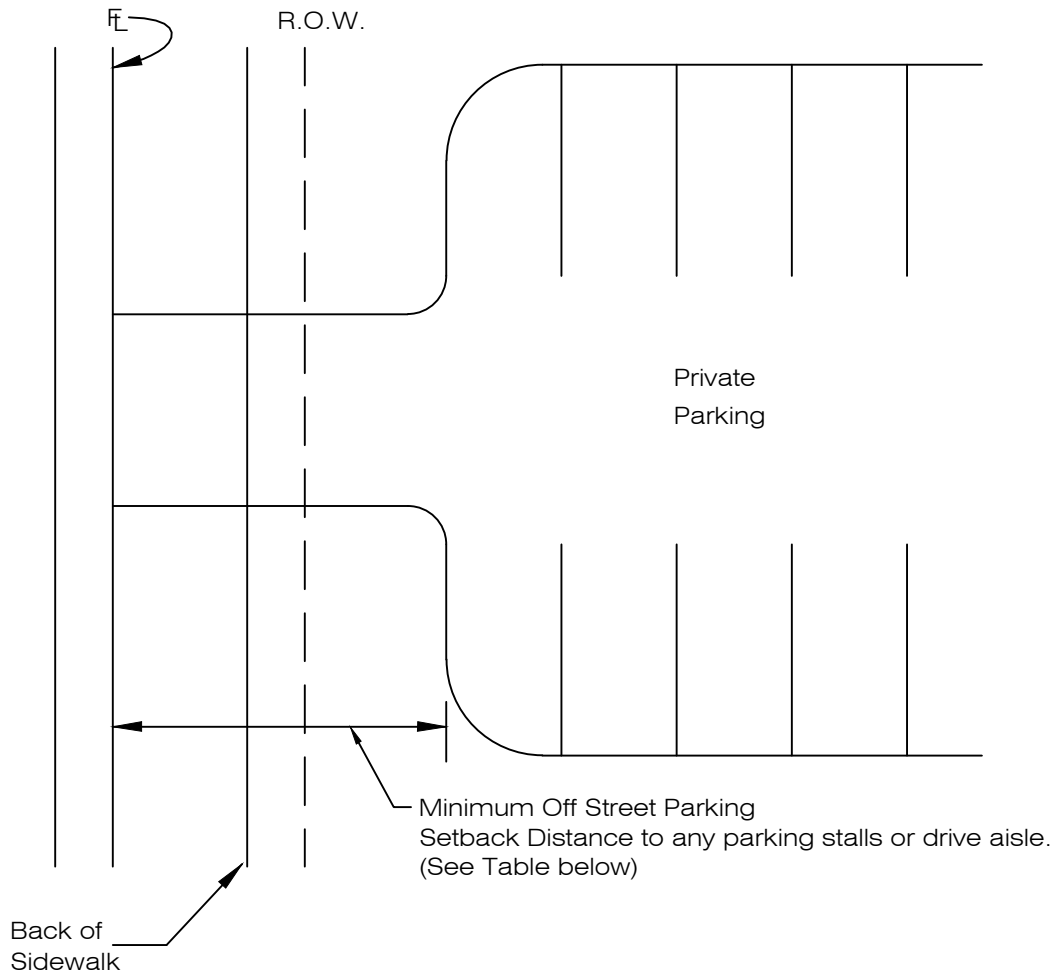 FL
R.O.W.
Private
Parking
Minimum Off Street Parking
Setback Distance to any parking stalls or drive aisle.
(See Table below)
Back of
Sidewalk